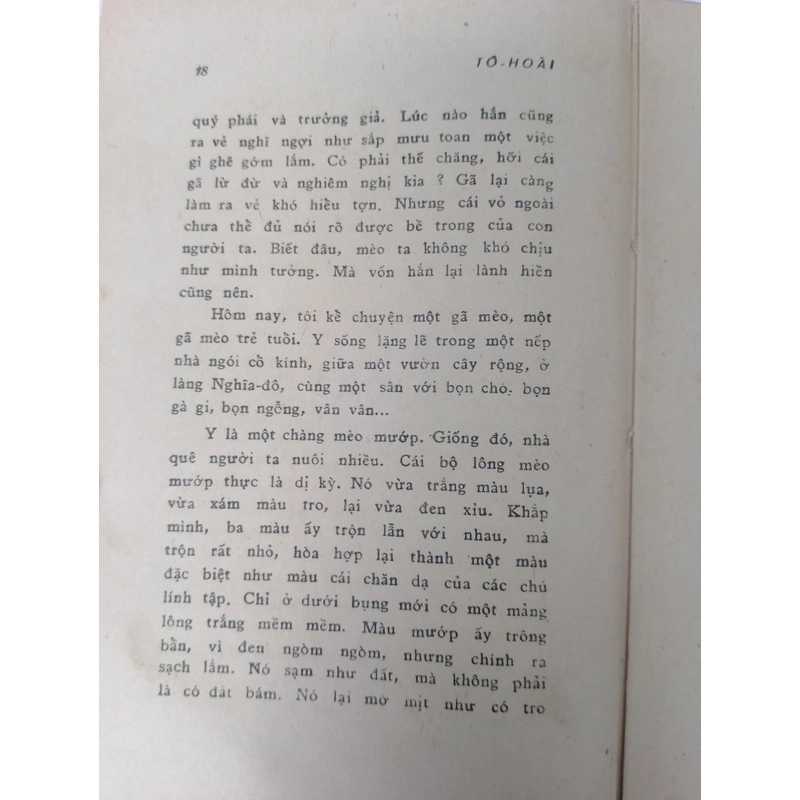 18
TÔ-HOÀI
quý phái và trưởng giả. Lúc nào hắn cũng
ra vẻ nghĩ ngợi như sắp mưu toan một việc
gì ghê gớm lắm. Có phải thế chăng, hỡi cái
gã lừ đừ và nghiêm nghị kia ? Gã lại càng
làm ra vẻ khó hiểu tợn. Nhưng cái vỏ ngoài
chưa thể đủ nói rõ được bề trong của con
người ta. Biết đâu, mèo ta không khó chịu
như mình tưởng. Mà vốn hắn lại lành hiền
cũng nên.
Hôm nay, tôi kể chuyện một gã mèo, một
gã mèo trẻ tuổi. Y sống lặng lẽ trong một nếp
nhà ngói cổ kính, giữa một vườn cây rộng, ở
làng Nghĩa-đô, cùng một sân với bọn chó, bọn
gà gi, bọn ngỗng, vân vân...
Y là một chàng mèo mướp. Giống đó, nhà
quê người ta nuôi nhiều. Cái bộ lông mèo
mướp thực là dị kỳ. Nó vừa trắng màu lụa,
vừa xám màu tro, lại vừa đen xỉu. Khắp
mình, ba màu ấy trộn lẫn với nhau, mà
trộn rất nhỏ, hòa hợp lại thành một màu
đặc biệt như màu cái chăn dạ của các chú
lính tập. Chỉ ở dưới bụng mới có một mảng
lông trắng mềm mềm. Màu mướp ấy trông
bẩn, vì đen ngòm ngòm, nhưng chính ra
sạch lắm. Nó sạm như đất, mà không phải
là có đất bám. Nó lại mờ mịt như có tro